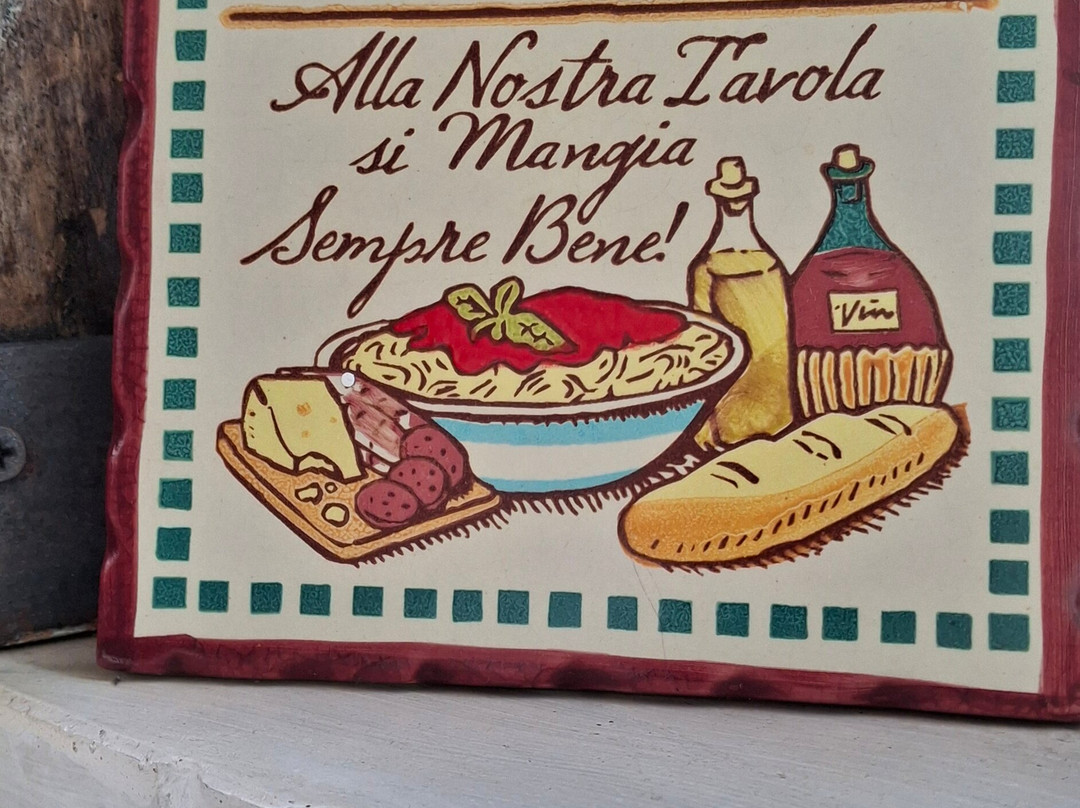 Alla Nostra Tavola
si Mangia
Sempre Bene!
Vin